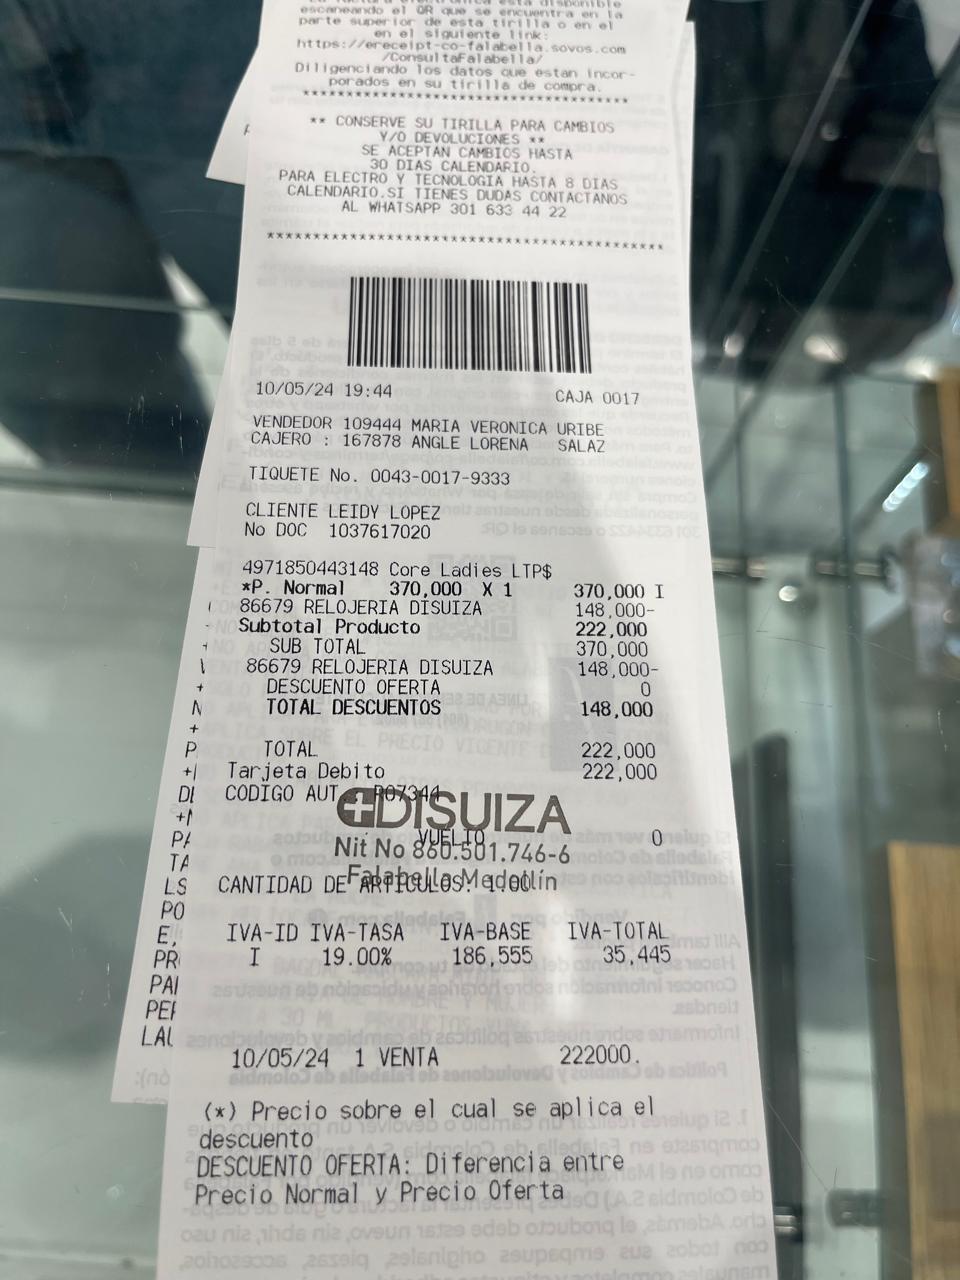 escaneando el QR que se encuentra en la
parte superior de esta tirilla o en el
en el siguiente link:
https://ereceipt-co-falabella.sovos.com
/ConsultaFalabella/
Diligenciando los datos que estan incor-
porados en su tirilla de compra.
** CONSERVE SU TIRILLA PARA CAMBIOS
Y/O DEVOLUCIONES **
SE ACEPTAN CAMBIOS HASTA
30 DIAS CALENDARIO.
PARA ELECTRO Y TECNOLOGIA HASTA 8 DIAS
CALENDARIO.SI TIENES DUDAS CONTACTANOS
AL WHATSAPP 301 633 44 22
10/05/24 19:44 CAJA 0017
VENDEDOR 109444 MARIA VERONICA URIBE
CAJERO : 167878 ANGLE LORENA SALAZ
TIQUETE No. 0043-0017-9333
CLIENTE LEIDY LOPEZ
No DOC 1037617020
4971850443148 Core Ladies LTP$
*P. Normal 370,000 X 1 370,000 I
86679 RELOJERIA DISUIZA 148,000-
Subtotal Producto 222,000
SUB TOTAL 370,000
86679 RELOJERIA DISUIZA 148,000-
DESCUENTO OFERTA 0
TOTAL DESCUENTOS 148,000
TOTAL 222,000
Tarjeta Debito 222,000
CODIGO AUT. R07344
DISUIZA
VUELTO 0
Nit No 860.501.746-6
Falabella Medellín
CANTIDAD DE ARTICULOS: 1.00
IVA-ID IVA-TASA IVA-BASE IVA-TOTAL
I 19.00% 186,555 35,445
10/05/24 1 VENTA 222000.
(*) Precio sobre el cual se aplica el
descuento
DESCUENTO OFERTA: Diferencia entre
Precio Normal y Precio Oferta